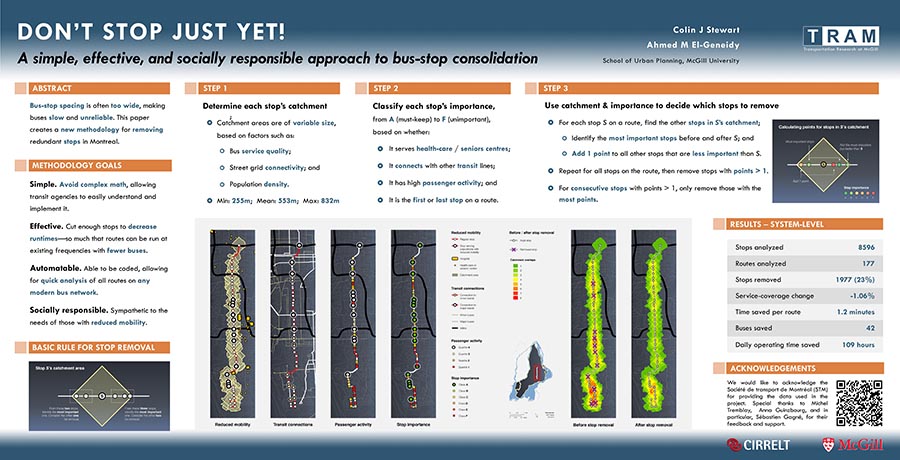 DON'T STOP JUST YET!
A simple, effective, and socially responsible approach to bus-stop consolidation
Colin J Stewart
Ahmed M El-Geneidy
School of Urban Planning, McGill University
TRAM
Transportation Research at McGill
ABSTRACT
Bus-stop spacing is often too wide, making
buses slow and unreliable. This paper
creates a new methodology for removing
redundant stops in Montreal.
METHODOLOGY GOALS
Simple. Avoid complex math, allowing
transit agencies to easily understand and
implement it.
Effective. Cut enough stops to decrease
runtimes—so much that routes can be run at
existing frequencies with fewer buses.
Automatable. Able to be coded, allowing
for quick analysis of all routes on any
modern bus network.
Socially responsible. Sympathetic to the
needs of those with reduced mobility.
BASIC RULE FOR STOP REMOVAL
Stop S's catchment area
STEP 1
Determine each stop's catchment
Catchment areas are of variable size,
based on factors such as:
Bus service quality;
Street grid connectivity; and
Population density.
Min: 255m; Mean: 553m; Max: 832m
STEP 2
Classify each stop's importance,
from A (must-keep) to F (unimportant),
based on whether:
It serves health-care / seniors centres;
It connects with other transit lines;
It has high passenger activity; and
It is the first or last stop on a route.
STEP 3
Use catchment & importance to decide which stops to remove
For each stop S on a route, find the other stops in S's catchment;
Identify the most important stops before and after S; and
Add 1 point to all other stops that are less important than S.
Repeat for all stops on the route, then remove stops with points > 1.
For consecutive stops with points > 1, only remove those with the
most points.
Calculating points for stops in S's catchment
Stop importance
Reduced mobility
Transit connections
Passenger activity
Stop importance
Before / after stop removal
Reduced mobility
Transit connections
Passenger activity
Stop importance
Before stop removal
After stop removal
RESULTS – SYSTEM-LEVEL
Stops analyzed 8596
Routes analyzed 177
Stops removed 1977 (23%)
Service-coverage change -1.06%
Time saved per route 1.2 minutes
Buses saved 42
Daily operating time saved 109 hours
ACKNOWLEDGEMENTS
We would like to acknowledge the
Société de transport de Montréal (STM)
for providing the data used in the
project. Special thanks to Michel
Tremblay, Anna Guinzbourg, and in
particular, Sébastien Gagné, for their
feedback and support.
CIRRELT
McGill